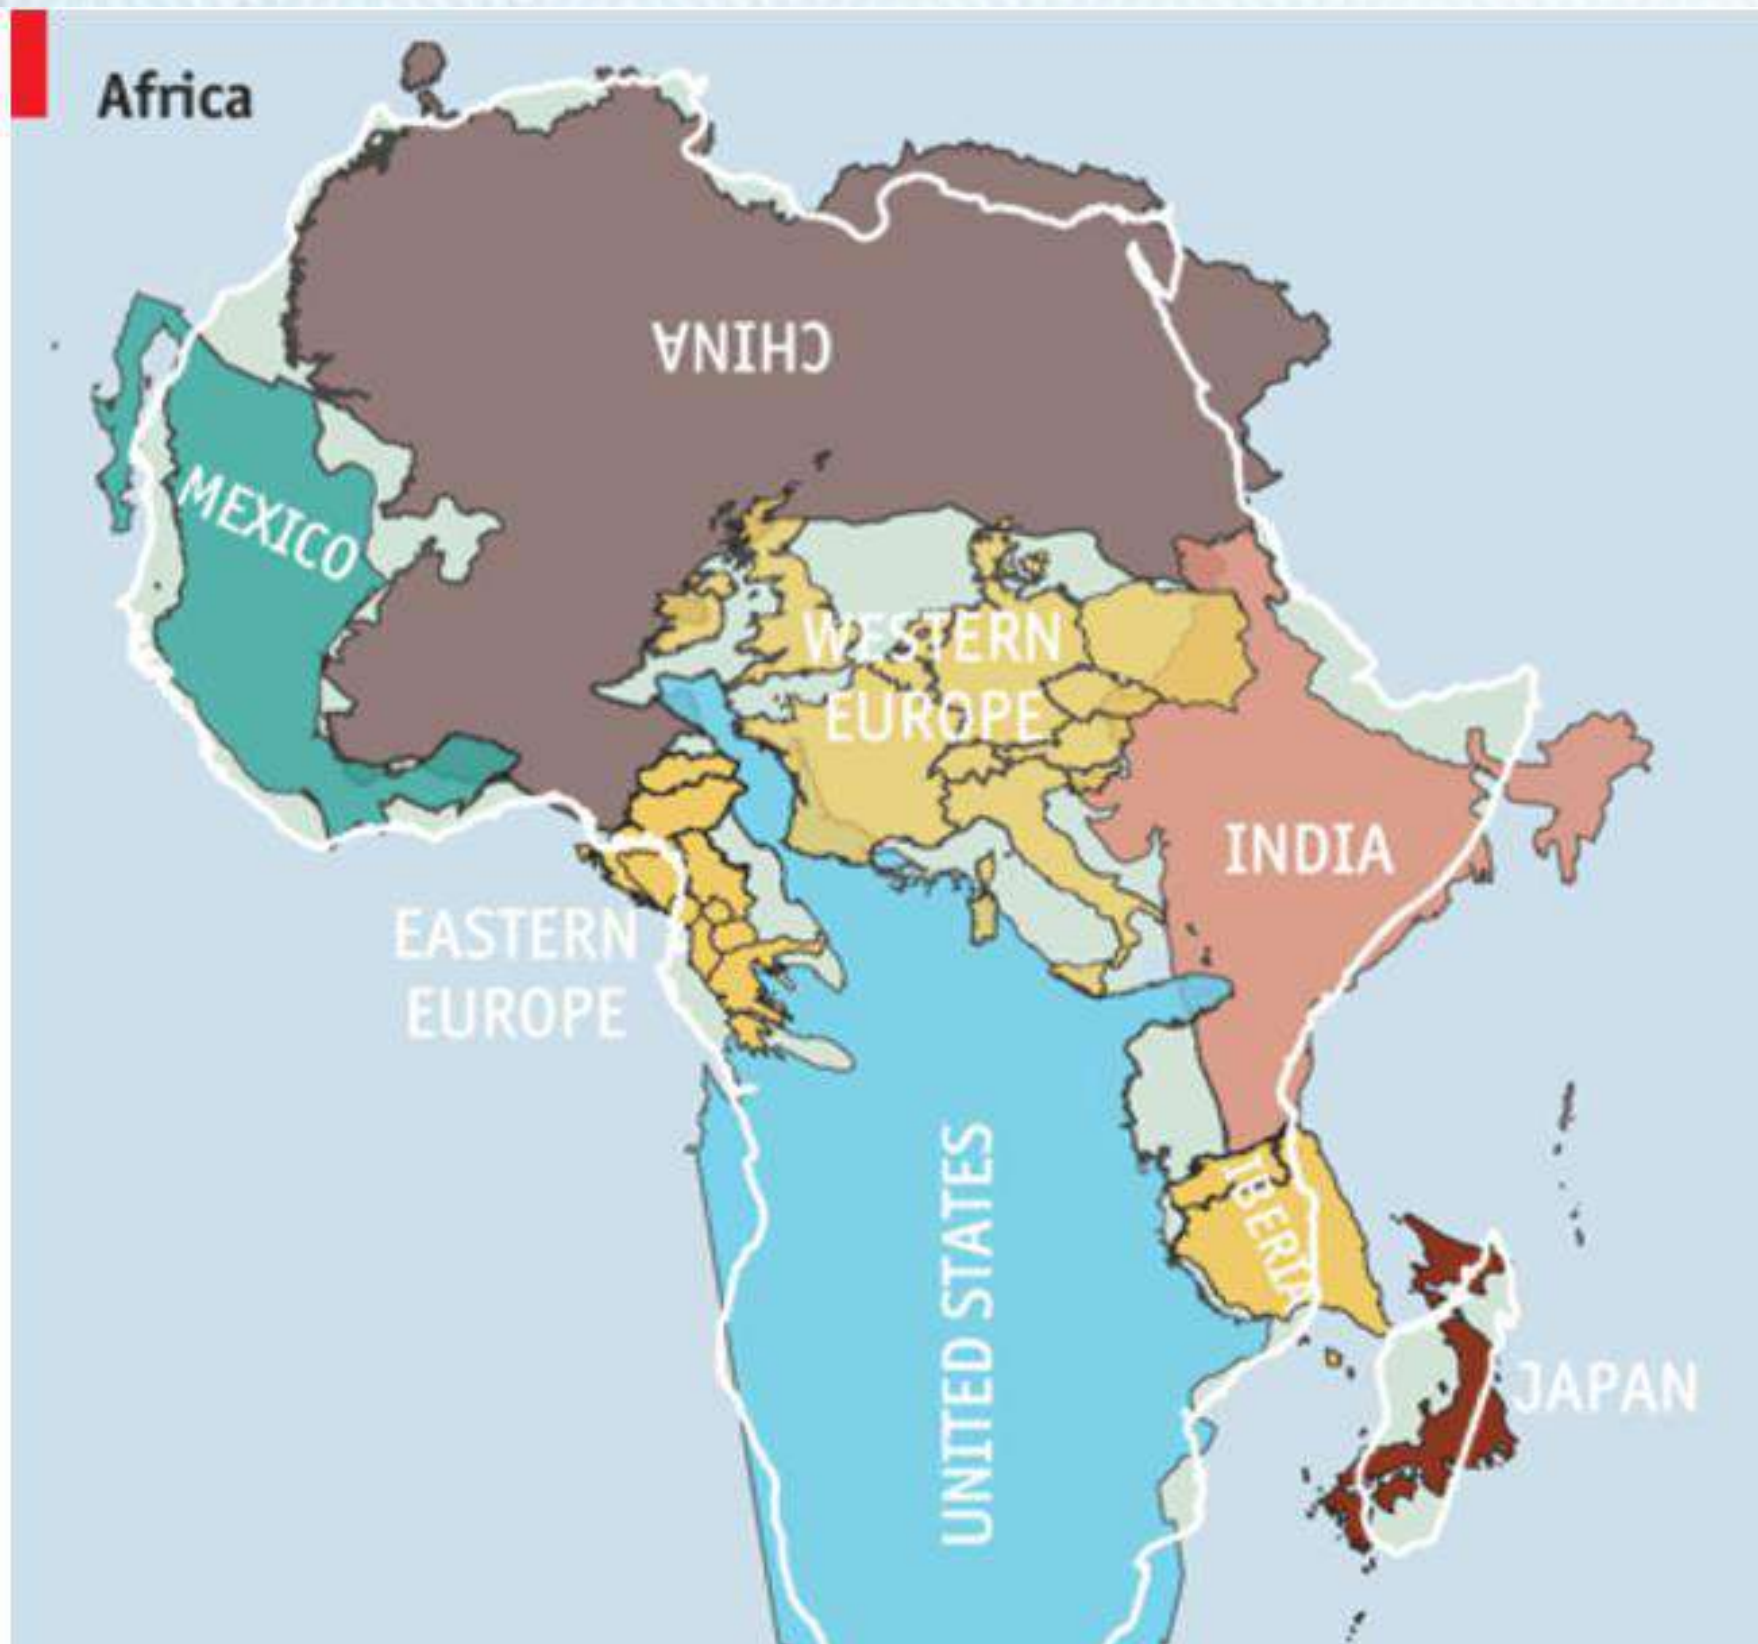 Africa
CHINA
MEXICO
WESTERN
EUROPE
INDIA
EASTERN
EUROPE
IBERIA
UNITED STATES
JAPAN